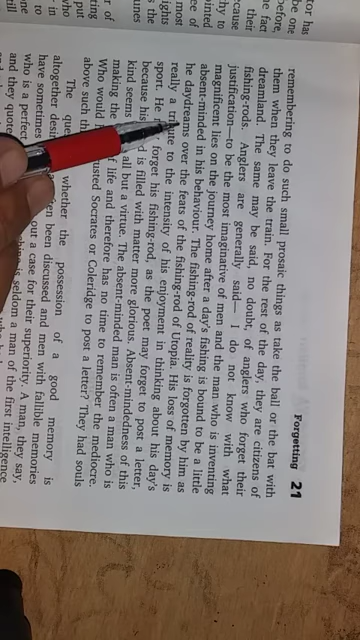 Forgetting 21
remembering to do such small prosaic things as take the ball or the bat with
them when they leave the train. For the rest of the day, they are citizens of
dreamland. The same may be said, no doubt, of anglers who forget their
fishing-rods. Anglers are generally said— I do not know with what
justification—to be the most imaginative of men and the man who is inventing
magnificent lies on the journey home after a day's fishing is bound to be a little
absent-minded in his behaviour. The fishing-rod of reality is forgotten by him as
he daydreams over the feats of the fishing-rod of Utopia. His loss of memory is
really a tribute to the intensity of his enjoyment in thinking about his day's
sport. He forget his fishing-rod, as the poet may forget to post a letter,
because his is filled with matter more glorious. Absent-mindedness of this
kind seems all but a virtue. The absent-minded man is often a man who is
making the of life and therefore has no time to remember the mediocre.
Who would Socrates or Coleridge to post a letter? They had souls
above such
The whether the possession of a good memory is
altogether been discussed and men with fallible memories
have sometimes out a case for their superiority. A man, they say,
who is a perfect is seldom a man of the first intelligence
and they quote